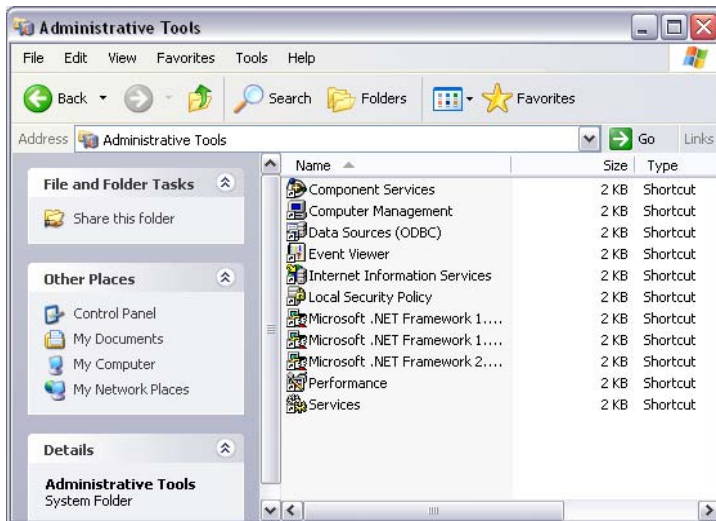 Administrative Tools
File Edit View Favorites Tools Help
Back Search Folders Favorites
Address Administrative Tools Go Links
File and Folder Tasks
Share this folder
Other Places
Control Panel
My Documents
My Computer
My Network Places
Details
Administrative Tools
System Folder
Name Size Type
Component Services 2 KB Shortcut
Computer Management 2 KB Shortcut
Data Sources (ODBC) 2 KB Shortcut
Event Viewer 2 KB Shortcut
Internet Information Services 2 KB Shortcut
Local Security Policy 2 KB Shortcut
Microsoft .NET Framework 1.... 2 KB Shortcut
Microsoft .NET Framework 1.... 2 KB Shortcut
Microsoft .NET Framework 2.... 2 KB Shortcut
Performance 2 KB Shortcut
Services 2 KB Shortcut